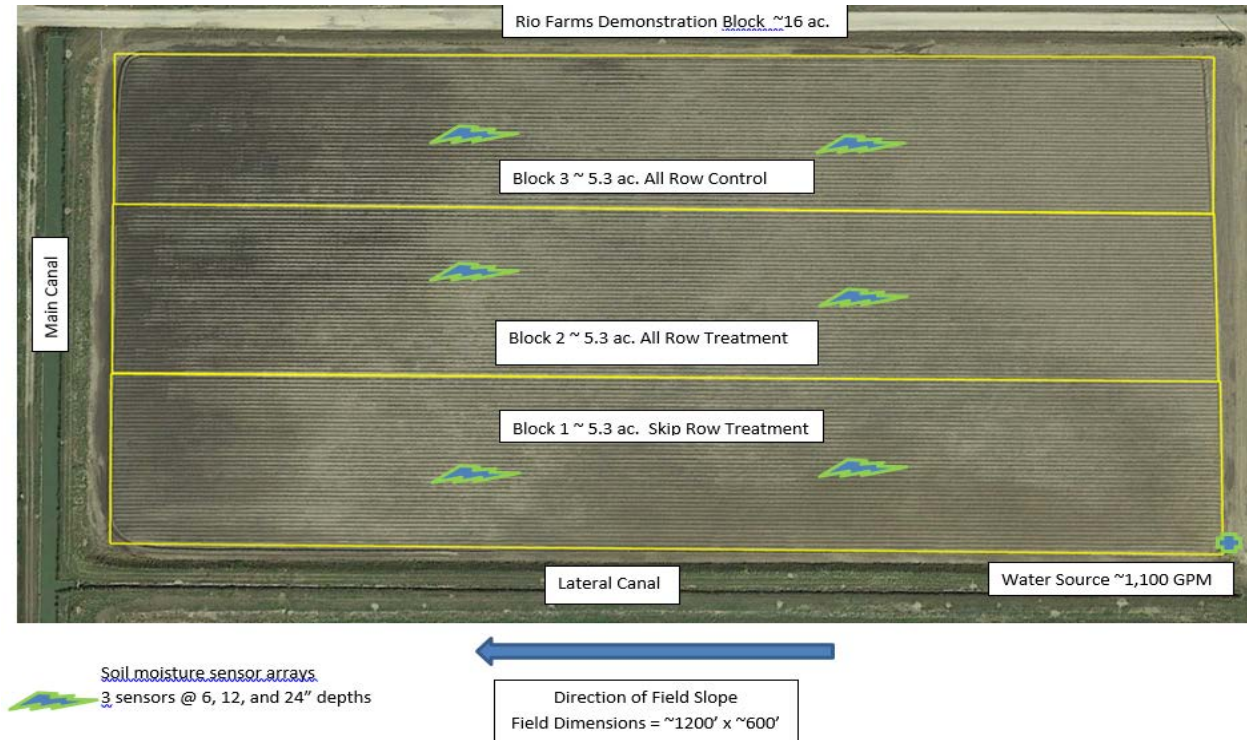 Rio Farms Demonstration Block ~16 ac.
Block 3 ~ 5.3 ac. All Row Control
Main Canal
Block 2 ~ 5.3 ac. All Row Treatment
Block 1 ~ 5.3 ac.  Skip Row Treatment
Lateral Canal
Water Source ~1,100 GPM
Soil moisture sensor arrays
3 sensors @ 6, 12, and 24” depths
Direction of Field Slope
Field Dimensions = ~1200’ x ~600’